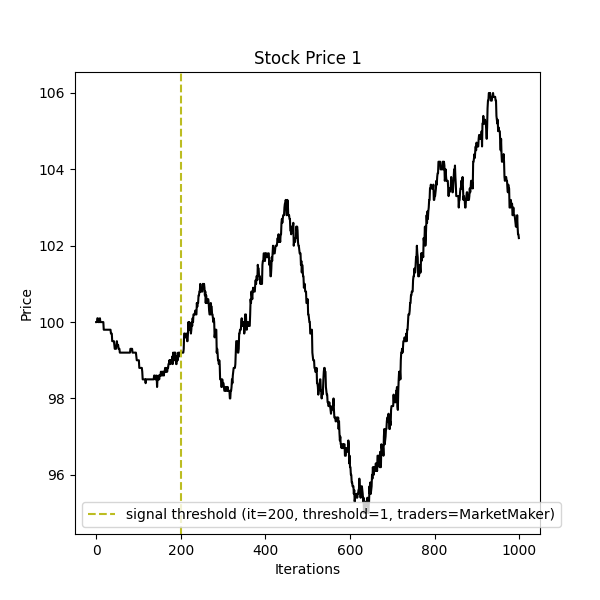 Stock Price 1
106
104
102
100
98
96
Price
signal threshold (it=200, threshold=1, traders=MarketMaker)
0 200 400 600 800 1000
Iterations